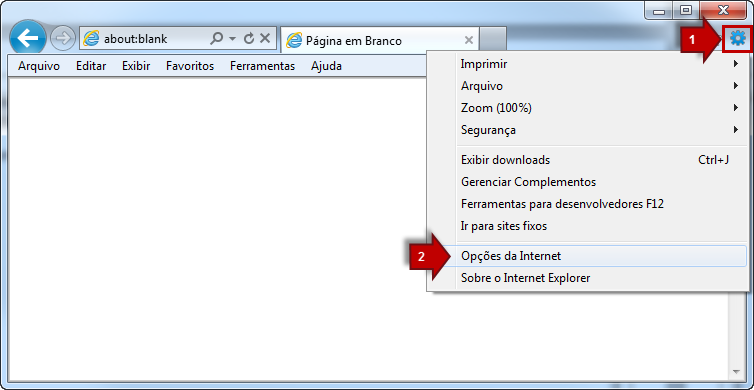 about:blank
Página em Branco
1
Arquivo Editar Exibir Favoritos Ferramentas Ajuda
Imprimir
Arquivo
Zoom (100%)
Segurança
Exibir downloads Ctrl+J
Gerenciar Complementos
Ferramentas para desenvolvedores F12
Ir para sites fixos
2
Opções da Internet
Sobre o Internet Explorer